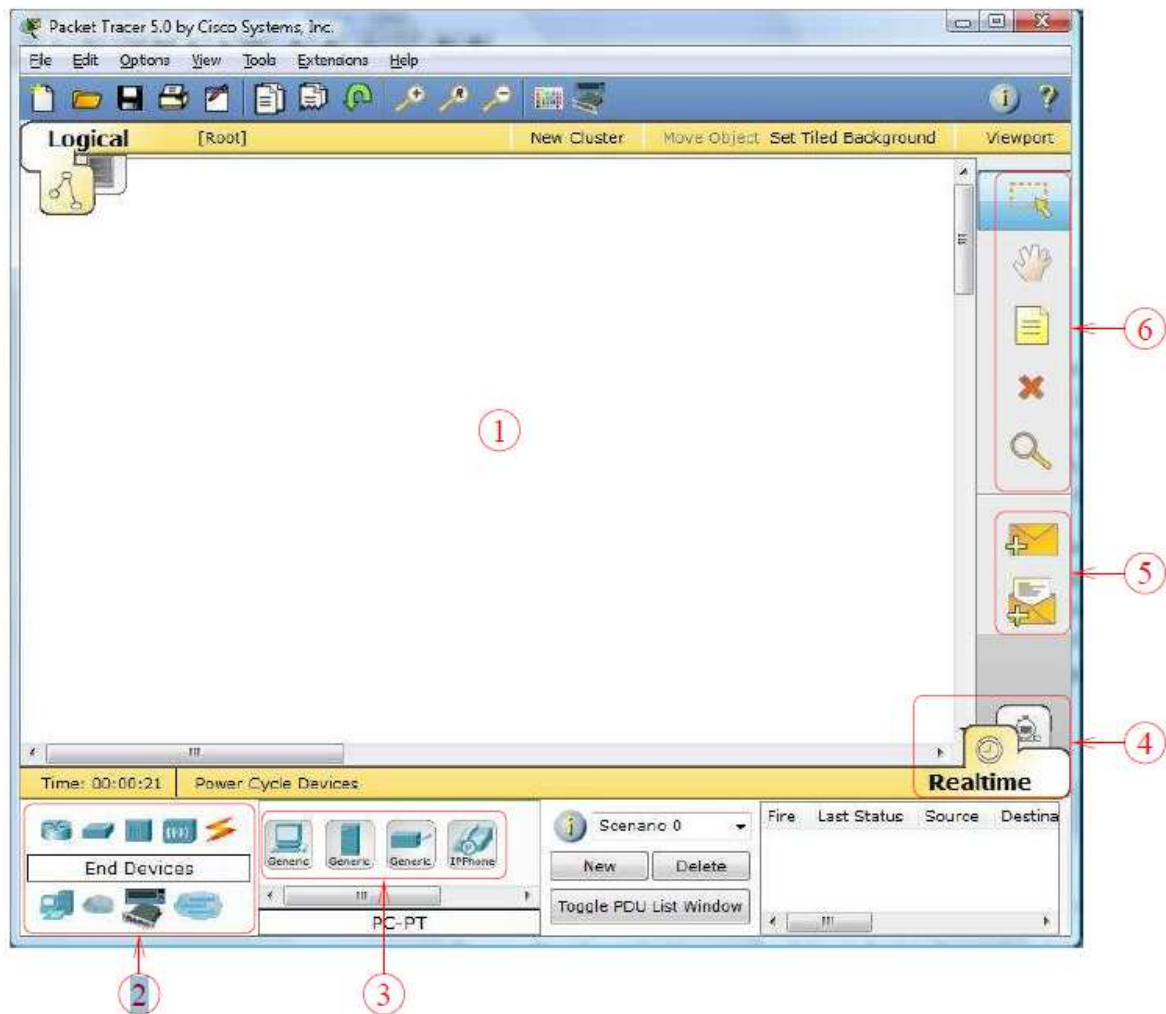 Packet Tracer 5.0 by Cisco Systems, Inc.
File Edit Options View Tools Extensions Help
Logical [Root] New Cluster Move Object Set Tiled Background Viewport
6
1
5
4
Time: 00:00:21 Power Cycle Devices Realtime
End Devices
Generic Generic Generic IPPhone
PC-PT
Scenario 0
New Delete
Toggle PDU List Window
Fire Last Status Source Destina
2
3